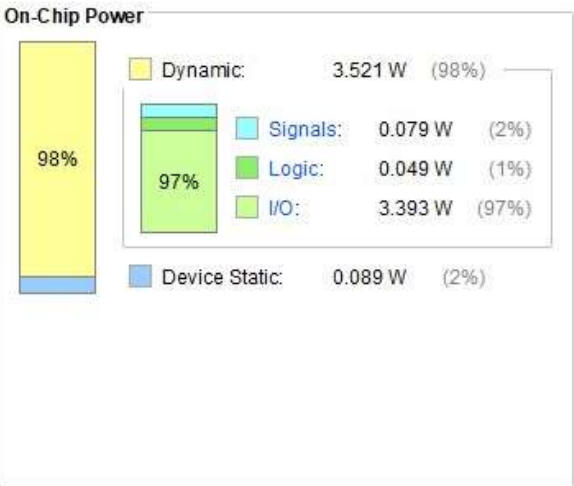 On-Chip Power
Dynamic: 3.521 W (98%)
98%
Signals: 0.079 W (2%)
Logic: 0.049 W (1%)
97%
I/O: 3.393 W (97%)
Device Static: 0.089 W (2%)